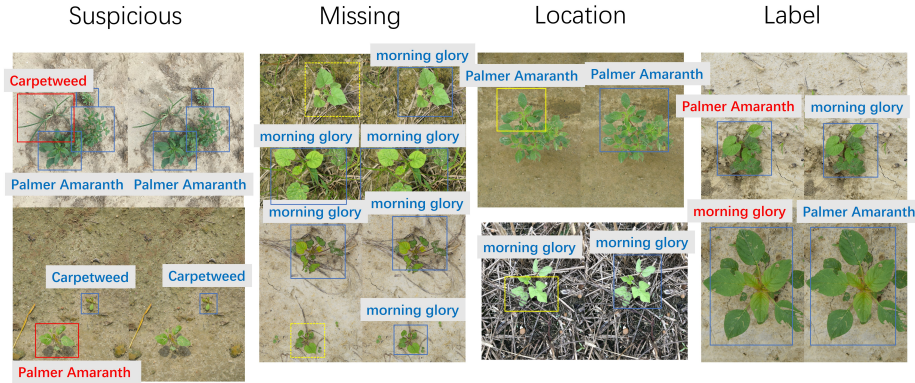 Suspicious
Missing
Location
Label
Carpetweed
Palmer Amaranth
Palmer Amaranth
Carpetweed
Carpetweed
Palmer Amaranth
morning glory
morning glory
morning glory
morning glory
morning glory
morning glory
Palmer Amaranth
Palmer Amaranth
morning glory
morning glory
Palmer Amaranth
morning glory
morning glory
Palmer Amaranth